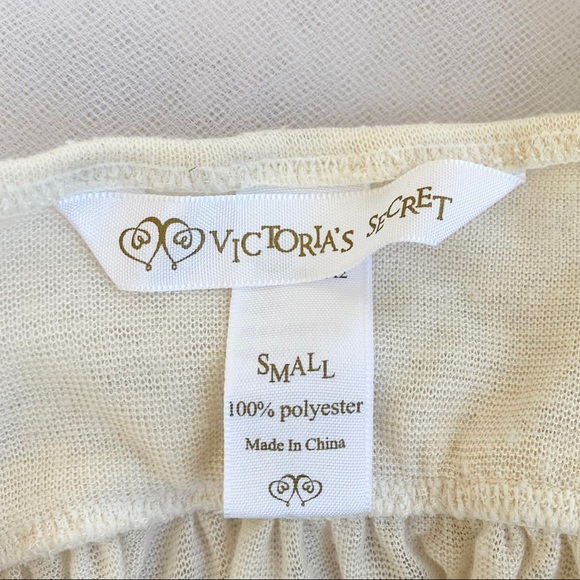 VICTORIA'S SECRET
SMALL
100% polyester
Made In China